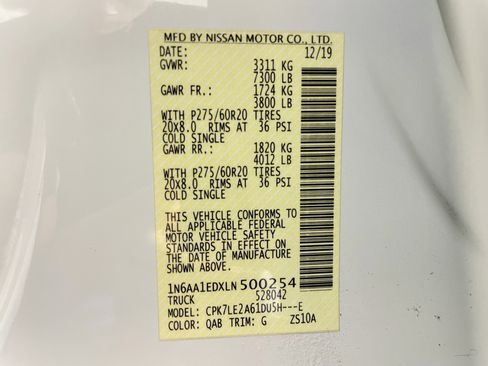 MFD BY NISSAN MOTOR CO., LTD.
DATE: 12/19
GVWR: 3311 KG
7300 LB
GAWR FR.: 1724 KG
3800 LB
WITH P275/60R20 TIRES
20X8.0 RIMS AT 36 PSI
COLD SINGLE
GAWR RR.: 1820 KG
4012 LB
WITH P275/60R20 TIRES
20X8.0 RIMS AT 36 PSI
COLD SINGLE
THIS VEHICLE CONFORMS TO
ALL APPLICABLE FEDERAL
MOTOR VEHICLE SAFETY
STANDARDS IN EFFECT ON
THE DATE OF MANUFACTURE
SHOWN ABOVE.
1N6AA1EDXLN500254
TRUCK 528042
MODEL: CPK7LE2A61DU5H---E
COLOR: QAB TRIM: G ZS10A